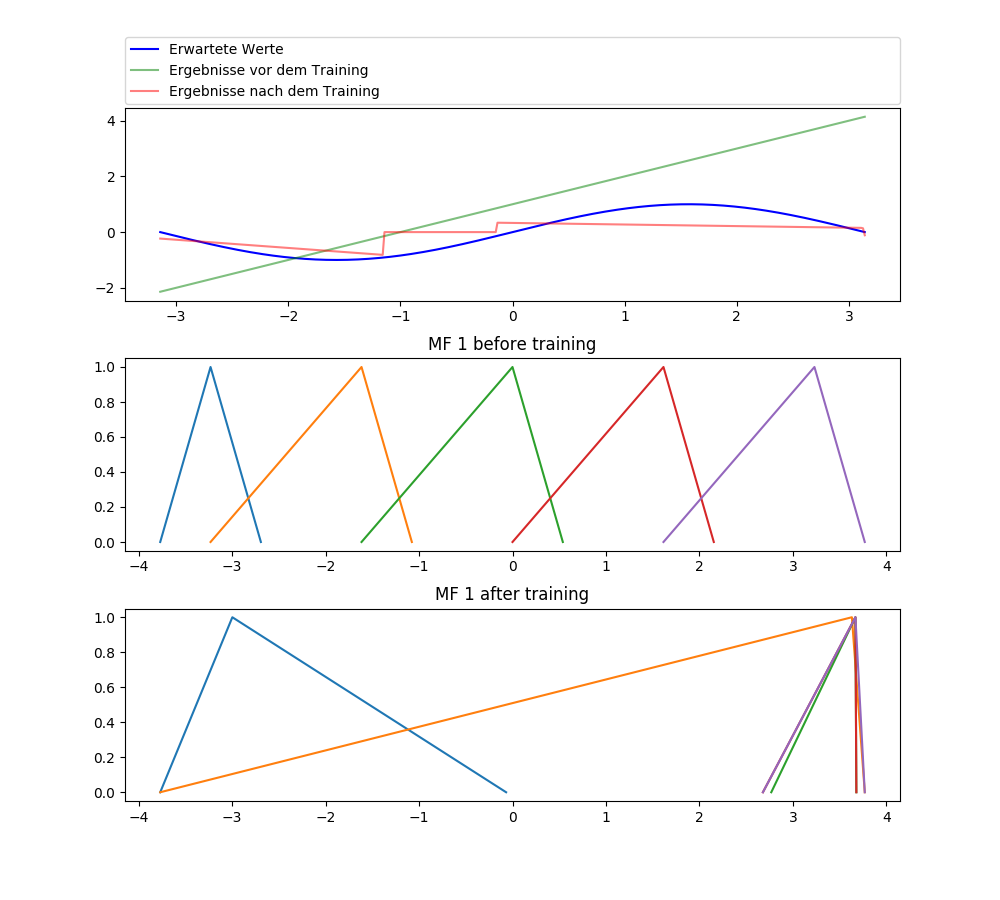 Erwartete Werte
Ergebnisse vor dem Training
Ergebnisse nach dem Training
4
2
0
−2
−3 −2 −1 0 1 2 3
MF 1 before training
1.0
0.8
0.6
0.4
0.2
0.0
−4 −3 −2 −1 0 1 2 3 4
MF 1 after training
1.0
0.8
0.6
0.4
0.2
0.0
−4 −3 −2 −1 0 1 2 3 4